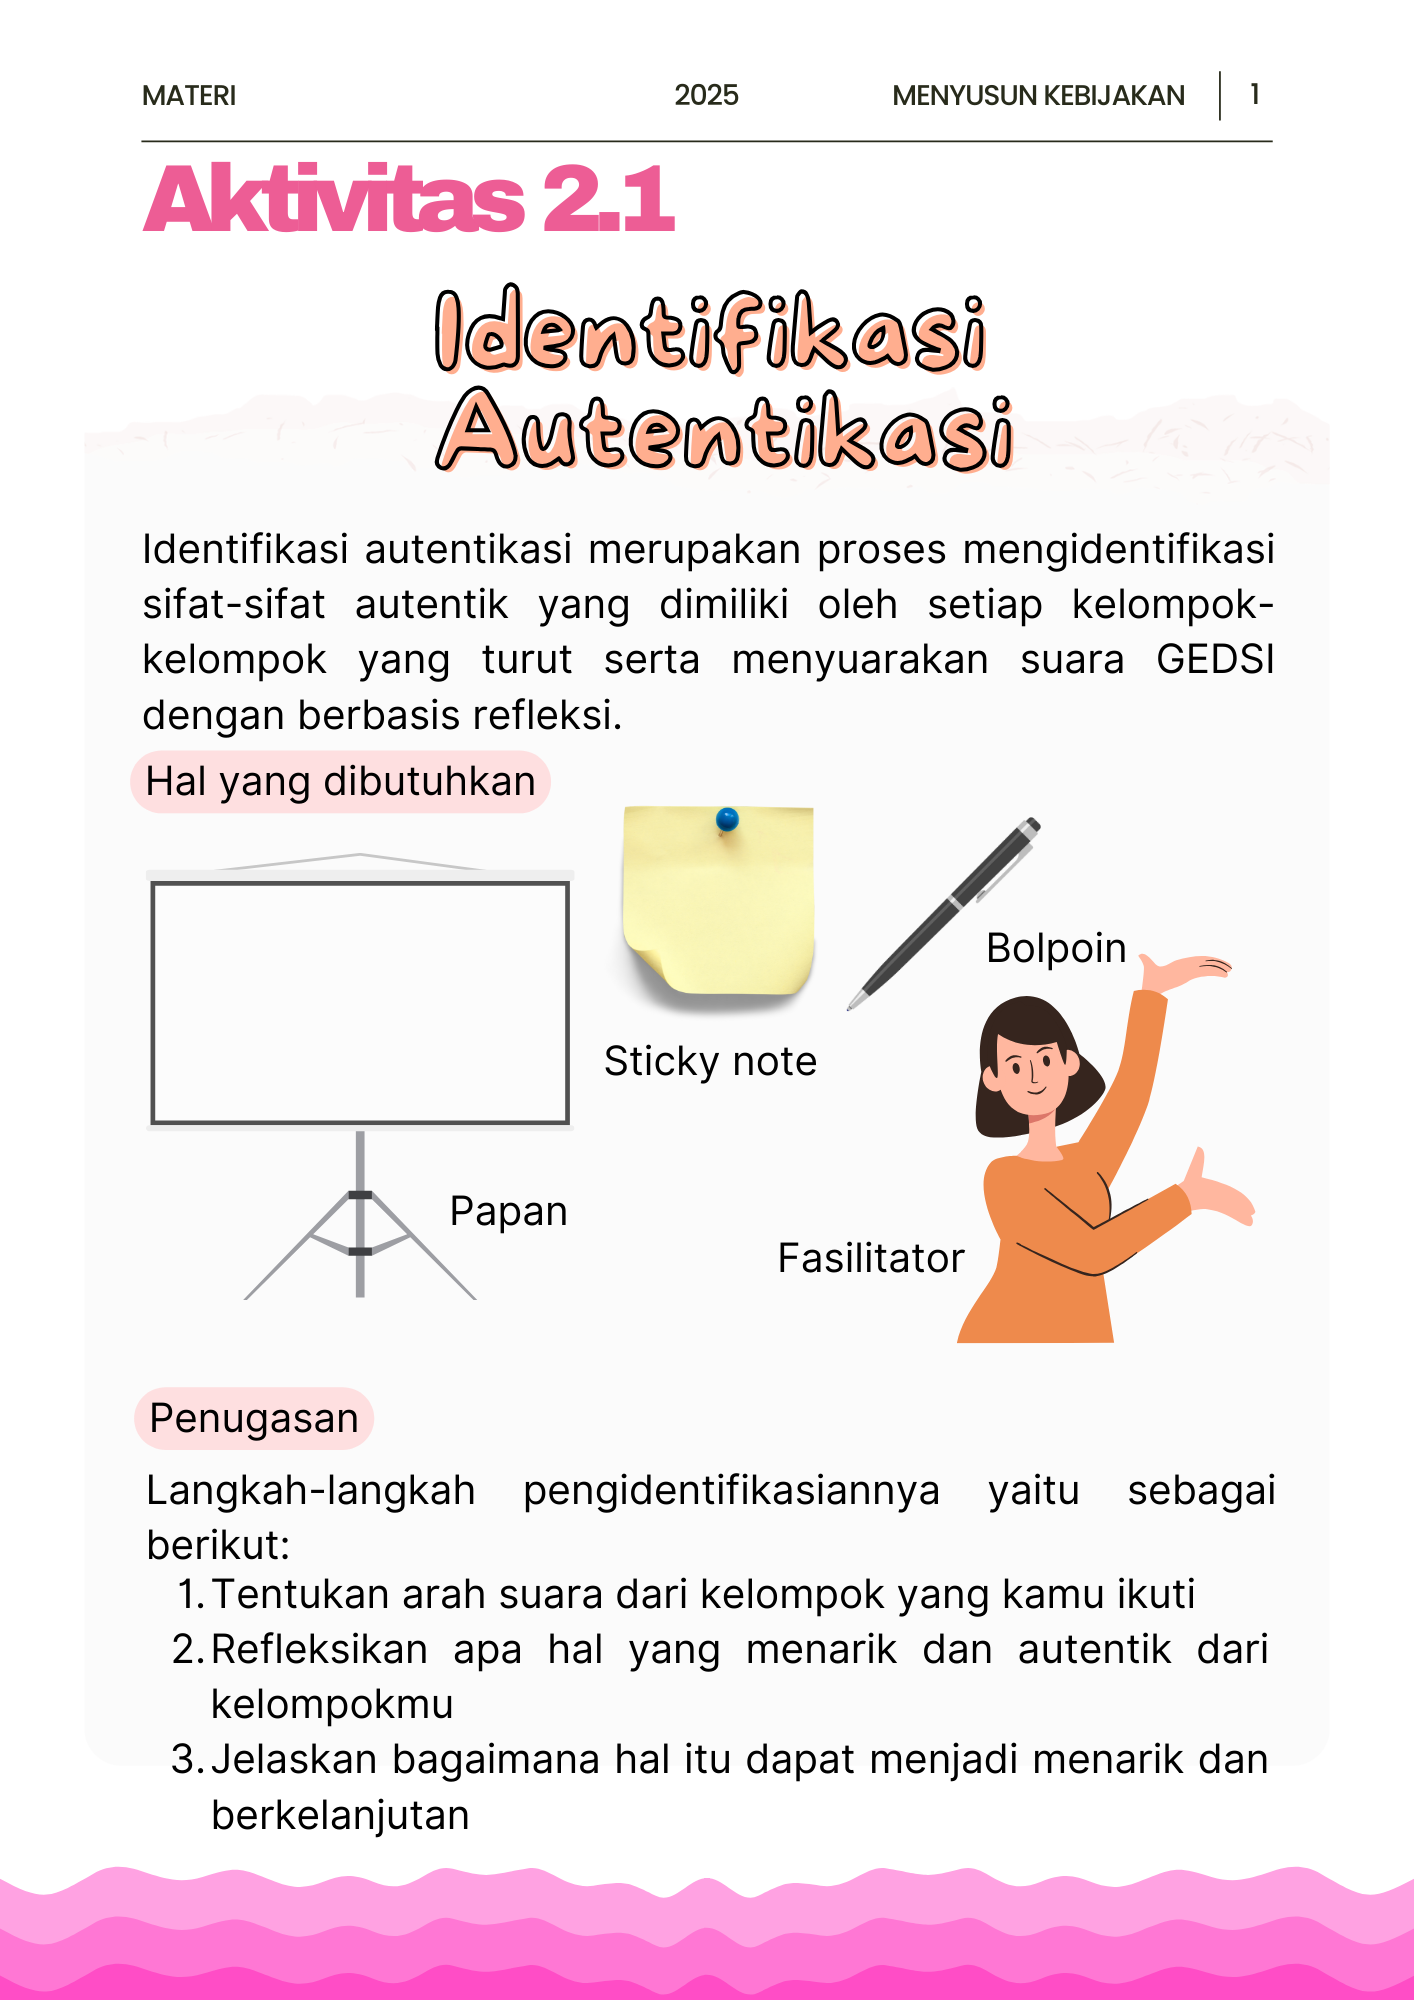 MATERI
2025
MENYUSUN KEBIJAKAN
1
Aktivitas 2.1
Identifikasi
Autentikasi
Identifikasi autentikasi merupakan proses mengidentifikasi
sifat-sifat autentik yang dimiliki oleh setiap kelompok-
kelompok yang turut serta menyuarakan suara GEDSI
dengan berbasis refleksi.
Hal yang dibutuhkan
Bolpoin
Sticky note
Papan
Fasilitator
Penugasan
Langkah-langkah pengidentifikasiannya yaitu sebagai
berikut:
1. Tentukan arah suara dari kelompok yang kamu ikuti
2. Refleksikan apa hal yang menarik dan autentik dari
kelompokmu
3. Jelaskan bagaimana hal itu dapat menjadi menarik dan
berkelanjutan